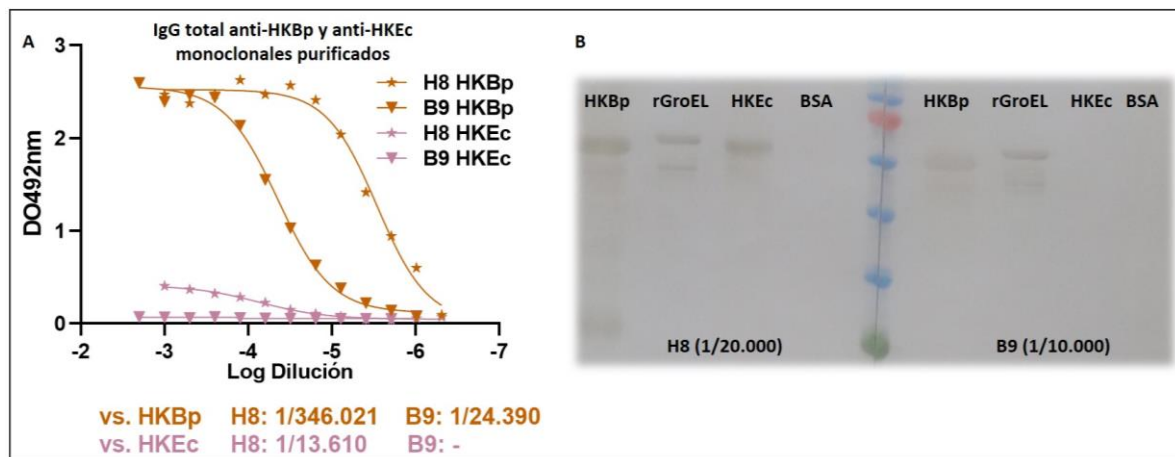 A
IgG total anti-HKBp y anti-HKEc
monoclonales purificados
3
2
1
0
DO492nm
H8 HKBp
B9 HKBp
H8 HKEc
B9 HKEc
-2 -3 -4 -5 -6 -7
Log Dilución
vs. HKBp H8: 1/346.021 B9: 1/24.390
vs. HKEc H8: 1/13.610 B9: -
B
HKBp rGroEL HKEc BSA HKBp rGroEL HKEc BSA
H8 (1/20.000) B9 (1/10.000)